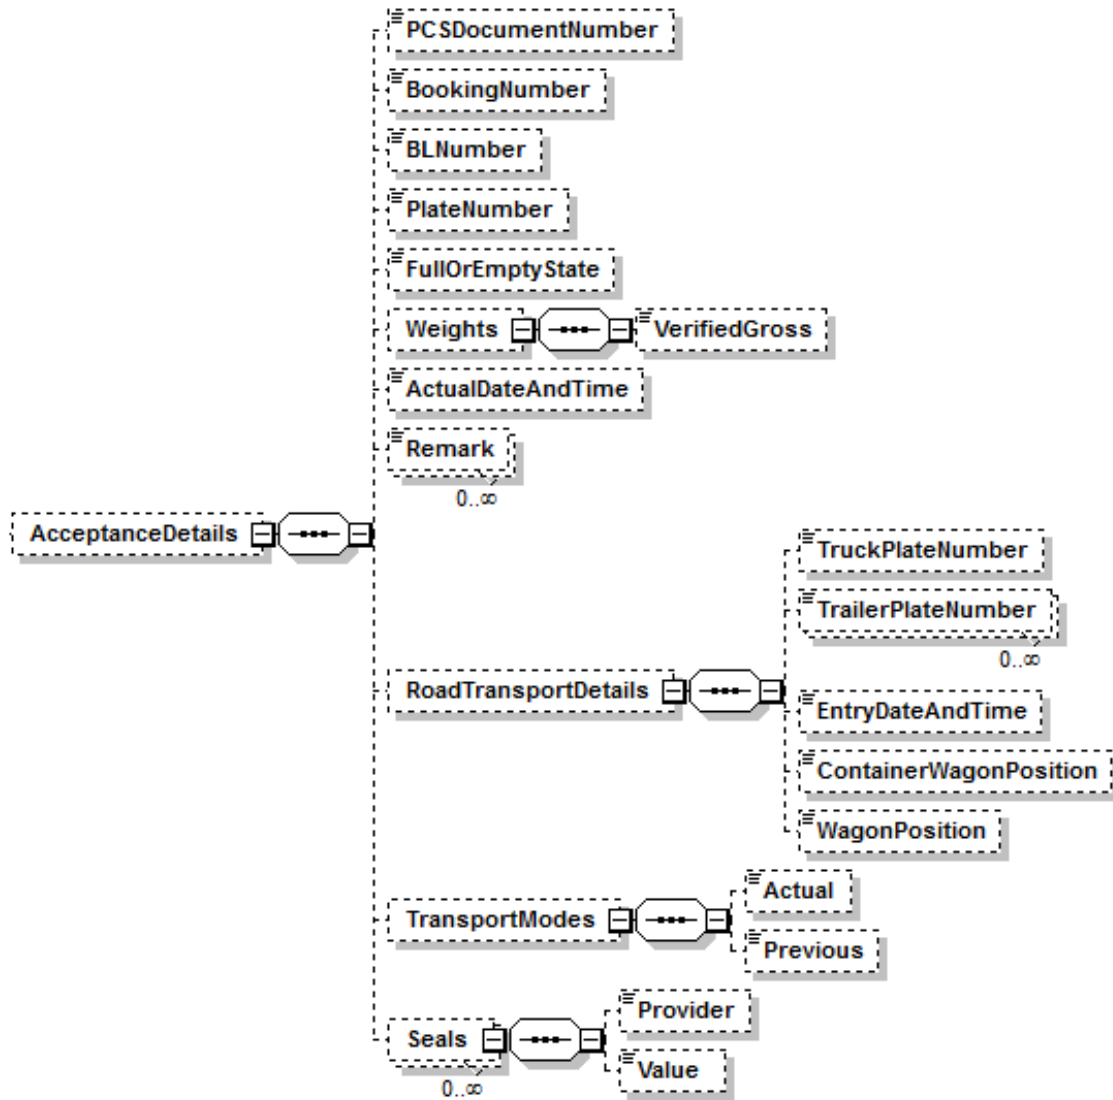 PCSDocumentNumber
BookingNumber
BLNumber
PlateNumber
FullOrEmptyState
Weights
VerifiedGross
ActualDateAndTime
Remark
0..∞
AcceptanceDetails
TruckPlateNumber
TrailerPlateNumber
0..∞
RoadTransportDetails
EntryDateAndTime
ContainerWagonPosition
WagonPosition
TransportModes
Actual
Previous
Seals
0..∞
Provider
Value